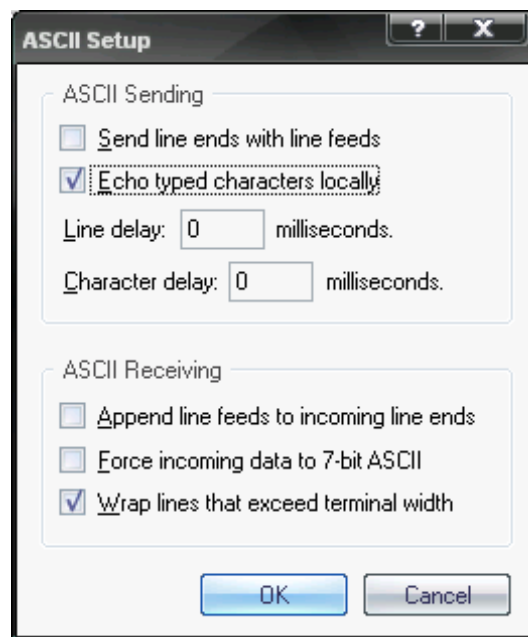 ASCII Setup ? X
ASCII Sending
Send line ends with line feeds
Echo typed characters locally
Line delay: 0 milliseconds.
Character delay: 0 milliseconds.
ASCII Receiving
Append line feeds to incoming line ends
Force incoming data to 7-bit ASCII
Wrap lines that exceed terminal width
OK Cancel